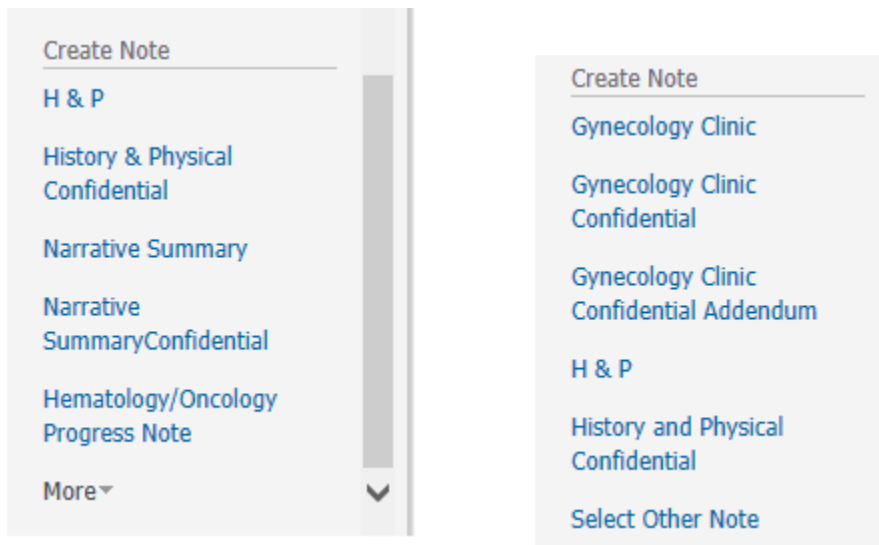 Create Note
H & P
History & Physical
Confidential
Narrative Summary
Narrative
SummaryConfidential
Hematology/Oncology
Progress Note
More
Create Note
Gynecology Clinic
Gynecology Clinic
Confidential
Gynecology Clinic
Confidential Addendum
H & P
History and Physical
Confidential
Select Other Note